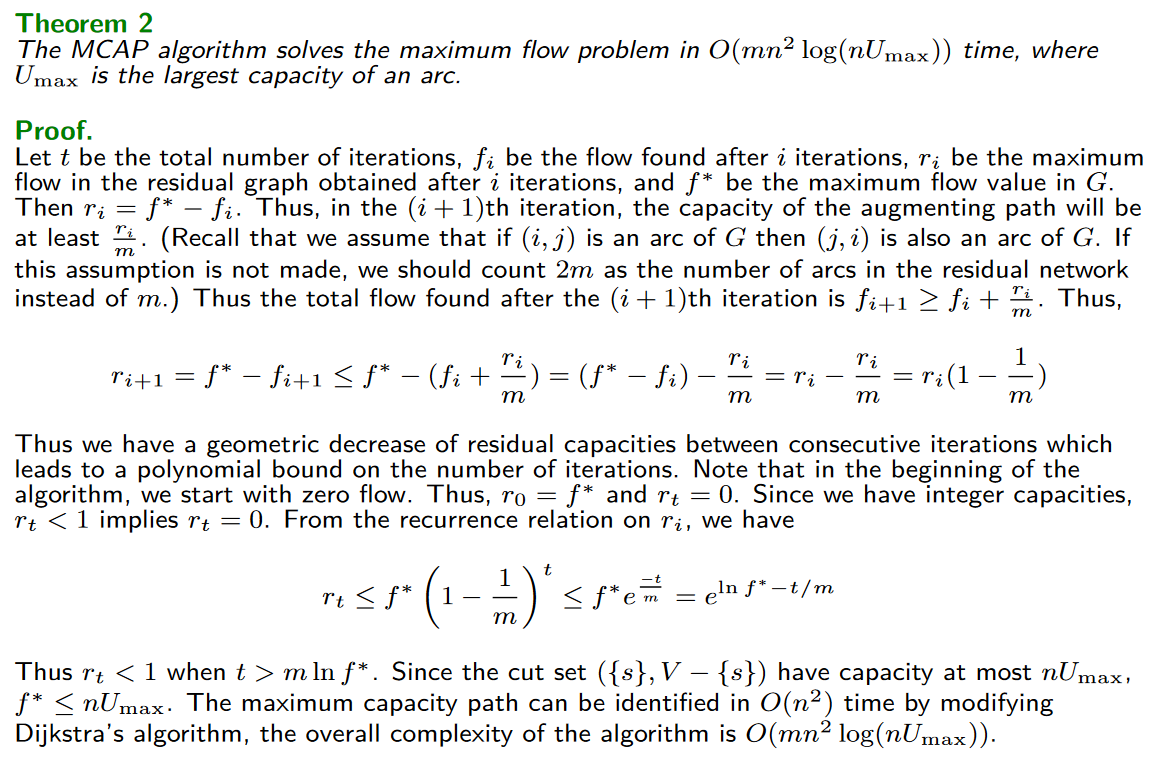 Theorem 2
The MCAP algorithm solves the maximum flow problem in $O(mn^2 \log(nU_{\max}))$ time, where
$U_{\max}$ is the largest capacity of an arc.
Proof.
Let $t$ be the total number of iterations, $f_i$ be the flow found after $i$ iterations, $r_i$ be the maximum
flow in the residual graph obtained after $i$ iterations, and $f^*$ be the maximum flow value in $G$.
Then $r_i = f^* - f_i$. Thus, in the $(i+1)$th iteration, the capacity of the augmenting path will be
at least $\frac{r_i}{m}$. (Recall that we assume that if $(i,j)$ is an arc of $G$ then $(j,i)$ is also an arc of $G$. If
this assumption is not made, we should count $2m$ as the number of arcs in the residual network
instead of $m$.) Thus the total flow found after the $(i+1)$th iteration is $f_{i+1} \geq f_i + \frac{r_i}{m}$. Thus,
$r_{i+1} = f^* - f_{i+1} \leq f^* - (f_i + \frac{r_i}{m}) = (f^* - f_i) - \frac{r_i}{m} = r_i - \frac{r_i}{m} = r_i(1 - \frac{1}{m})$
Thus we have a geometric decrease of residual capacities between consecutive iterations which
leads to a polynomial bound on the number of iterations. Note that in the beginning of the
algorithm, we start with zero flow. Thus, $r_0 = f^*$ and $r_t = 0$. Since we have integer capacities,
$r_t < 1$ implies $r_t = 0$. From the recurrence relation on $r_i$, we have
$r_t \leq f^* \left(1 - \frac{1}{m}\right)^t \leq f^* e^{\frac{-t}{m}} = e^{\ln f^* - t/m}$
Thus $r_t < 1$ when $t > m \ln f^*$. Since the cut set $(\{s\}, V - \{s\})$ have capacity at most $nU_{\max}$,
$f^* \leq nU_{\max}$. The maximum capacity path can be identified in $O(n^2)$ time by modifying
Dijkstra's algorithm, the overall complexity of the algorithm is $O(mn^2 \log(nU_{\max}))$.